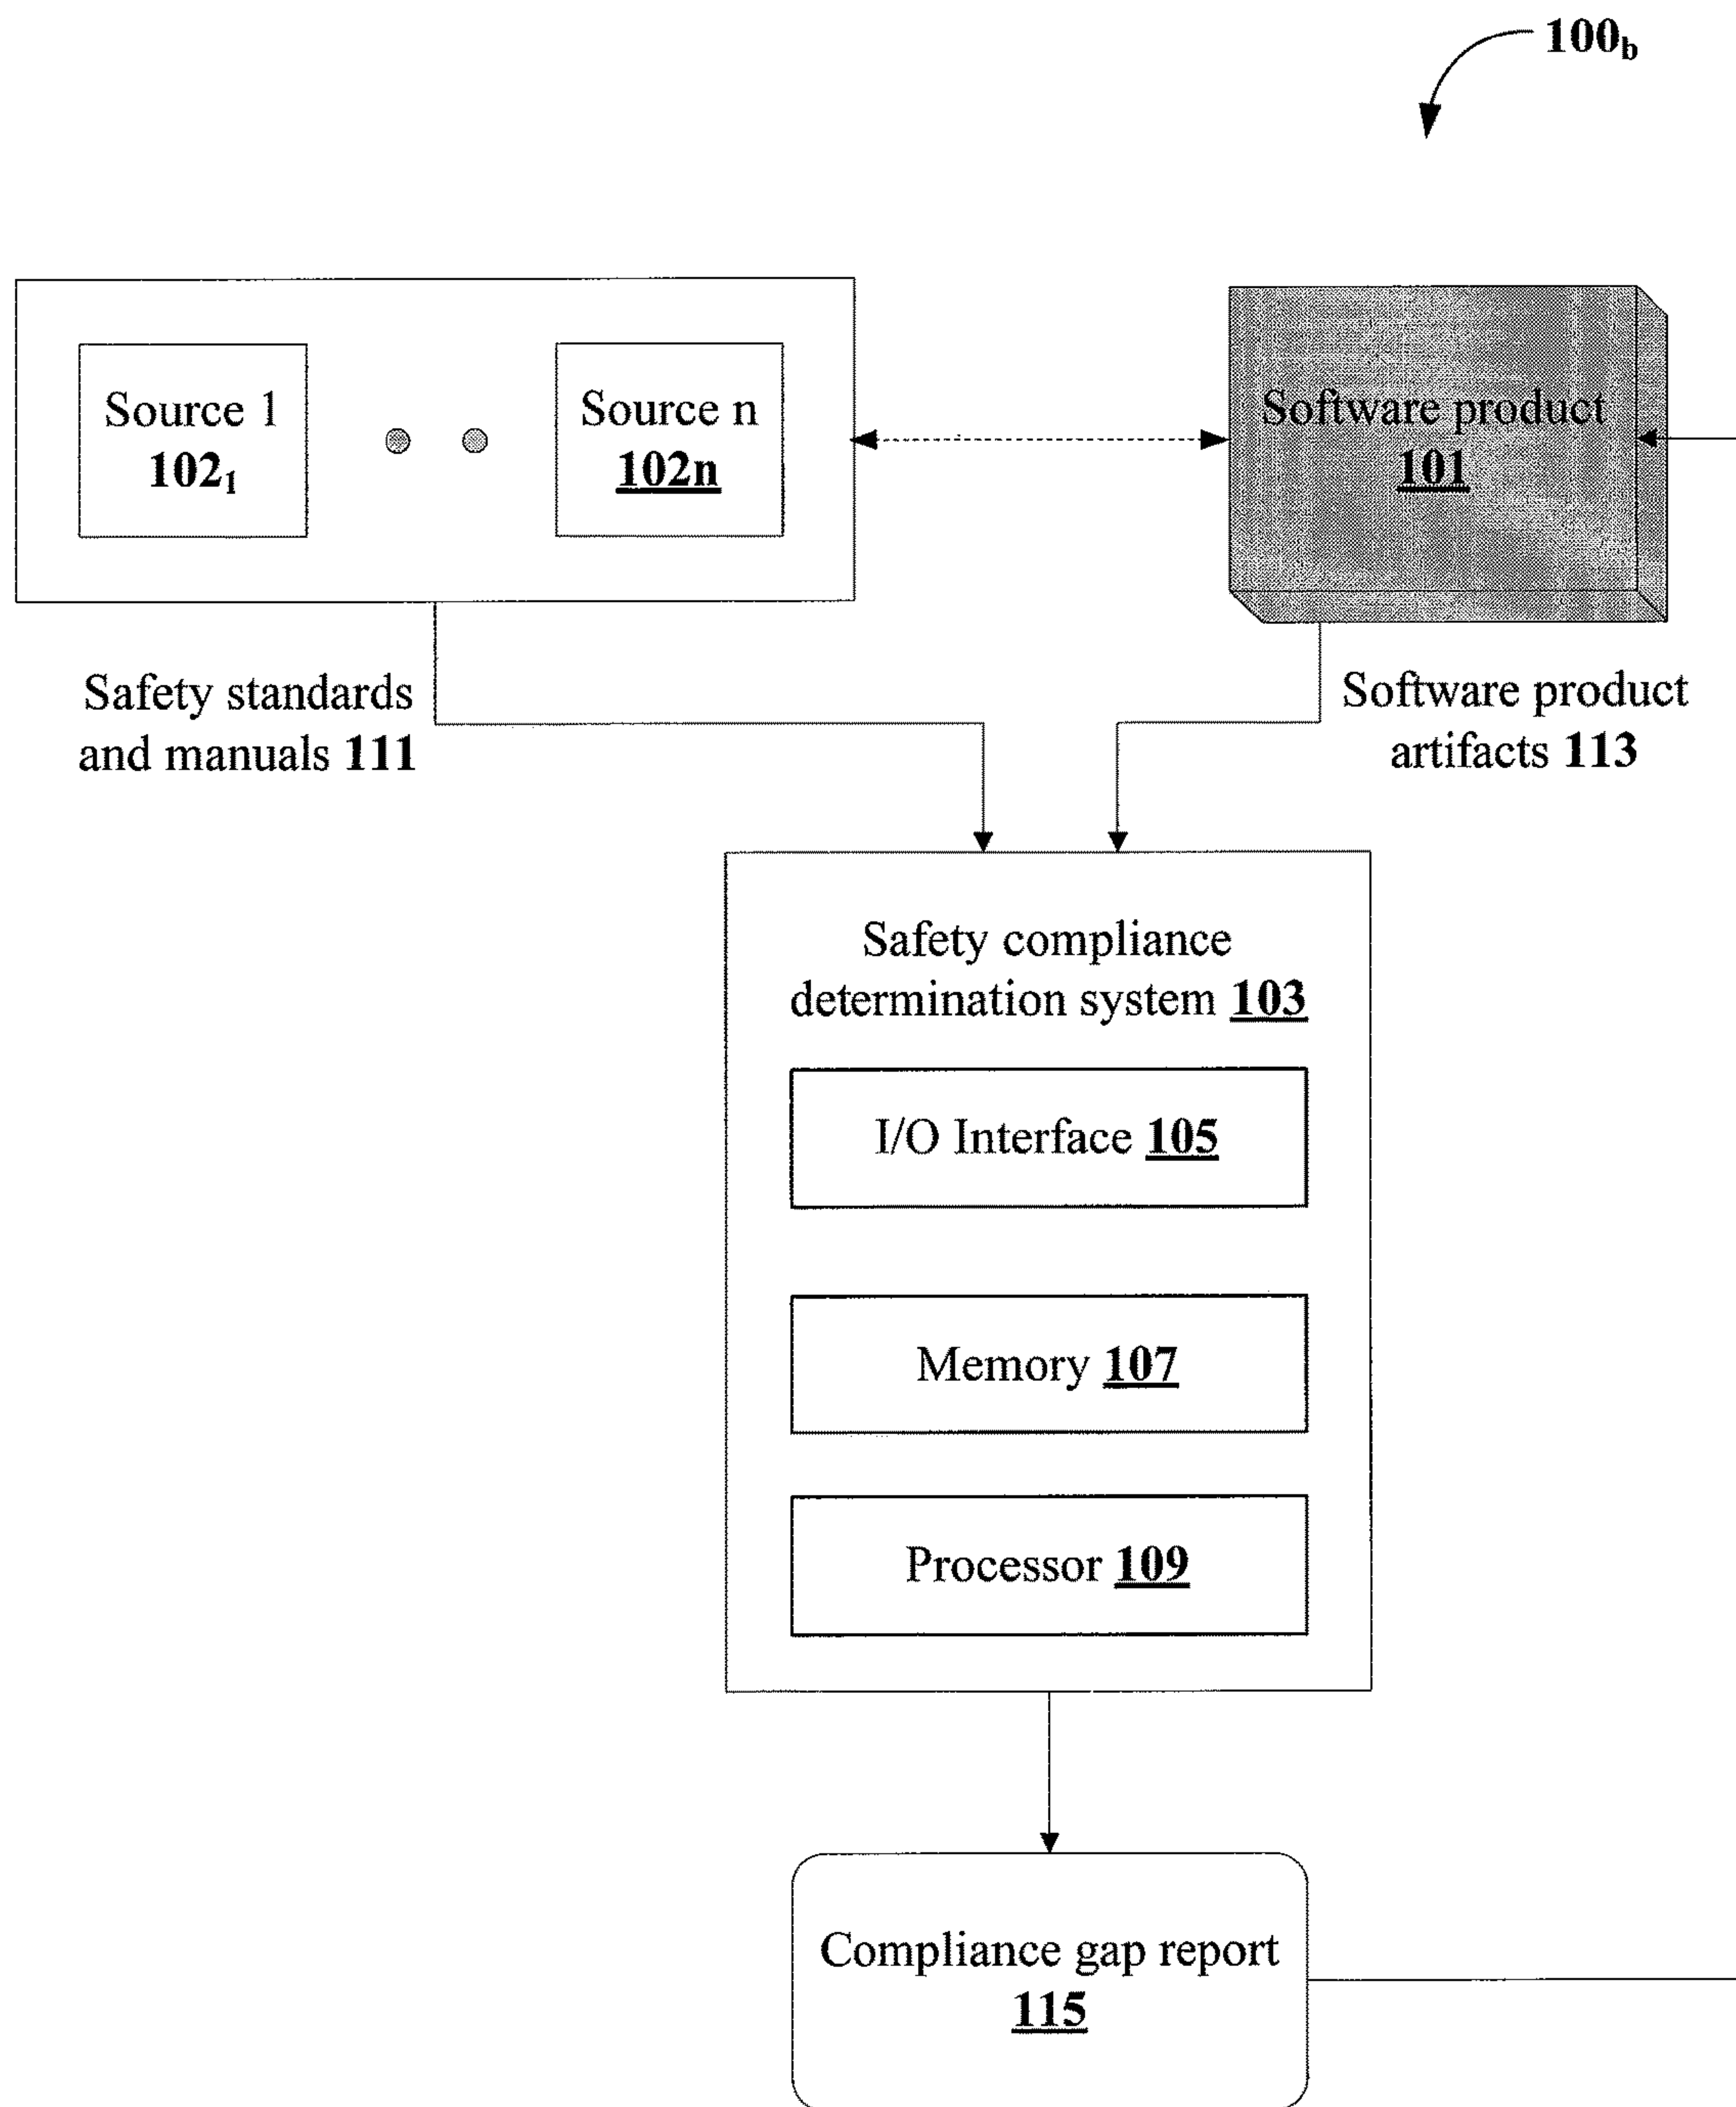 100b
Source 1
1021
Source n
102n
Software product
101
Safety standards
and manuals 111
Software product
artifacts 113
Safety compliance
determination system 103
I/O Interface 105
Memory 107
Processor 109
Compliance gap report
115